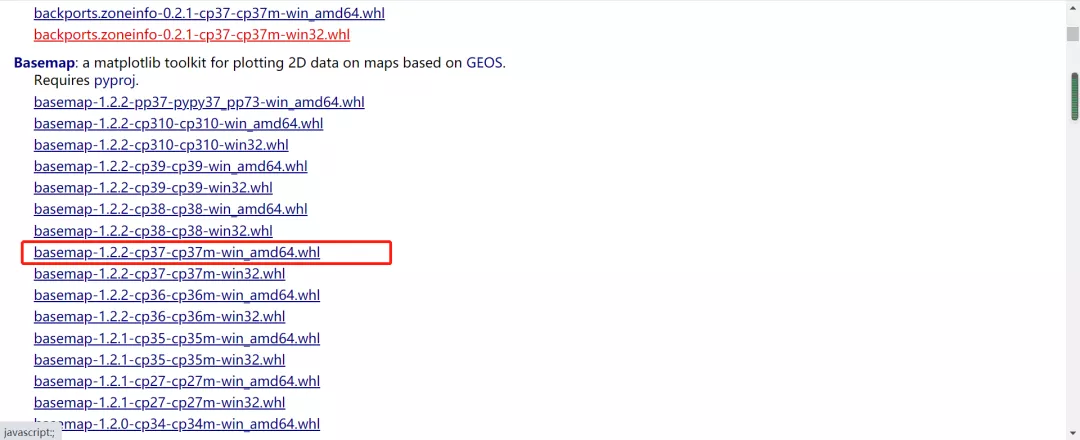 backports.zoneinfo-0.2.1-cp37-cp37m-win_amd64.whl
backports.zoneinfo-0.2.1-cp37-cp37m-win32.whl
Basemap: a matplotlib toolkit for plotting 2D data on maps based on GEOS.
Requires pyproj.
basemap-1.2.2-pp37-pypy37_pp73-win_amd64.whl
basemap-1.2.2-cp310-cp310-win_amd64.whl
basemap-1.2.2-cp310-cp310-win32.whl
basemap-1.2.2-cp39-cp39-win_amd64.whl
basemap-1.2.2-cp39-cp39-win32.whl
basemap-1.2.2-cp38-cp38-win_amd64.whl
basemap-1.2.2-cp38-cp38-win32.whl
basemap-1.2.2-cp37-cp37m-win_amd64.whl
basemap-1.2.2-cp37-cp37m-win32.whl
basemap-1.2.2-cp36-cp36m-win_amd64.whl
basemap-1.2.2-cp36-cp36m-win32.whl
basemap-1.2.1-cp35-cp35m-win_amd64.whl
basemap-1.2.1-cp35-cp35m-win32.whl
basemap-1.2.1-cp27-cp27m-win_amd64.whl
basemap-1.2.1-cp27-cp27m-win32.whl
basemap-1.2.0-cp34-cp34m-win_amd64.whl
javascript:;